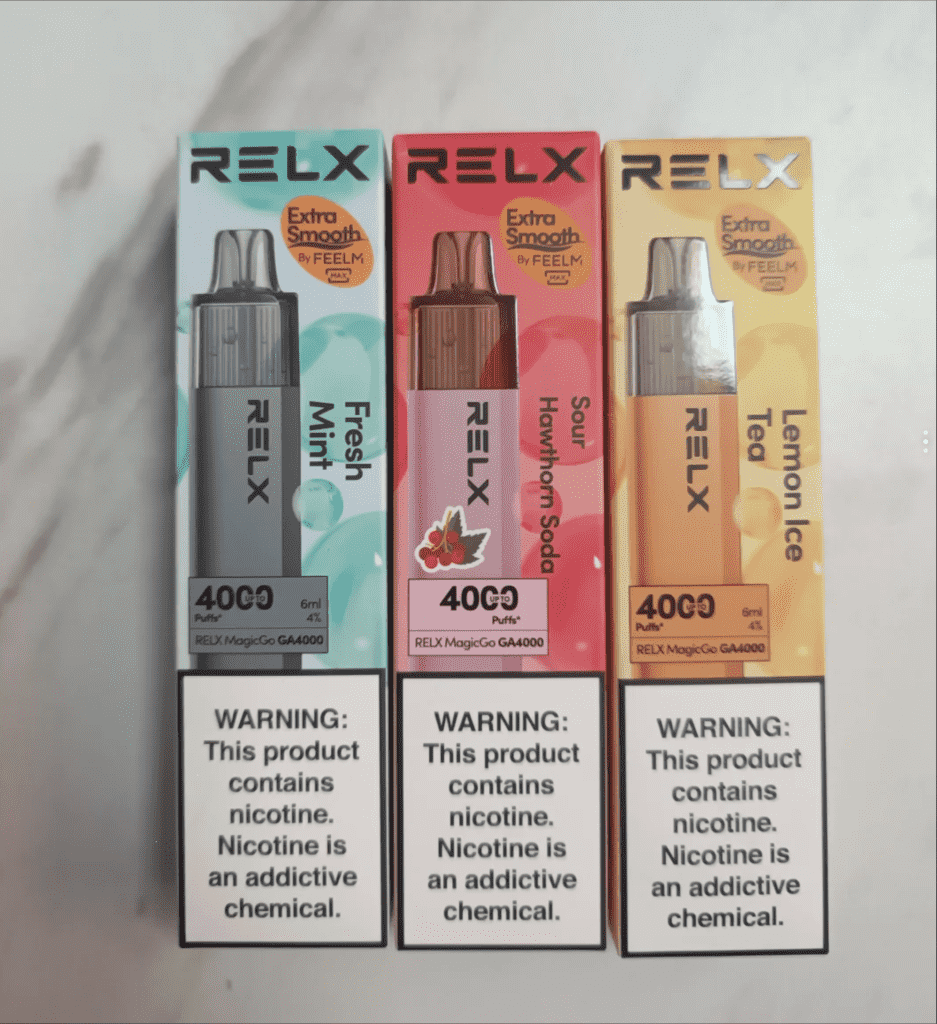 RELX
Extra
Smooth
By FEELM
MAX
RELX
Fresh
Mint
4000
UP TO
Puffs*
6ml
4%
RELX MagicGo GA4000
WARNING:
This product
contains
nicotine.
Nicotine is
an addictive
chemical.
RELX
Extra
Smooth
By FEELM
MAX
RELX
Sour
Hawthorn Soda
4000
UP TO
Puffs*
RELX MagicGo GA4000
WARNING:
This product
contains
nicotine.
Nicotine is
an addictive
chemical.
RELX
Extra
Smooth
By FEELM
MAX
RELX
Lemon Ice
Tea
4000
UP TO
Puffs*
6ml
4%
RELX MagicGo GA4000
WARNING:
This product
contains
nicotine.
Nicotine is
an addictive
chemical.